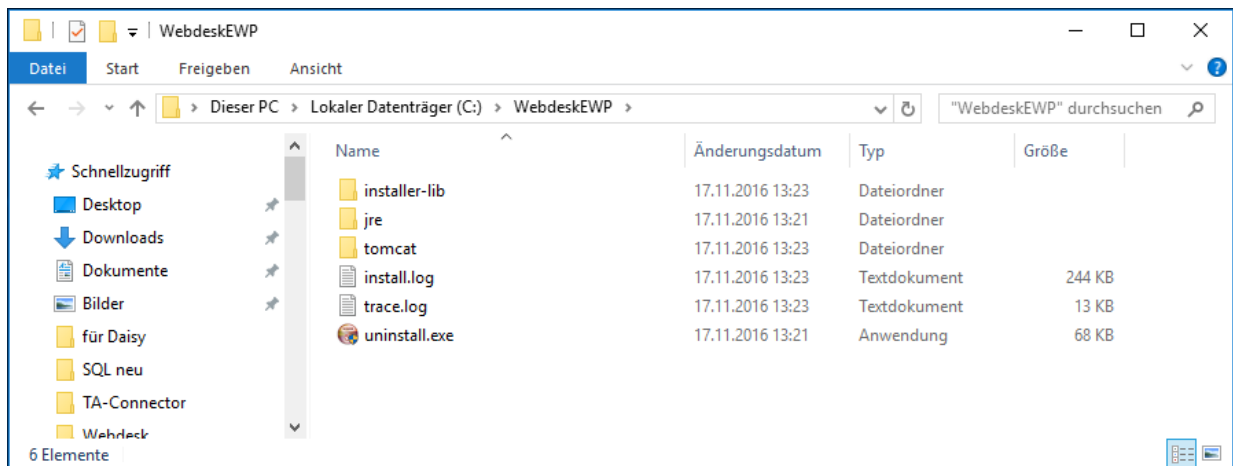 WebdeskEWP
Datei Start Freigeben Ansicht
Dieser PC > Lokaler Datenträger (C:) > WebdeskEWP > "WebdeskEWP" durchsuchen
Name Änderungsdatum Typ Größe
Schnellzugriff
Desktop
Downloads
Dokumente
Bilder
für Daisy
SQL neu
TA-Connector
Webdesk
installer-lib 17.11.2016 13:23 Dateiordner
jre 17.11.2016 13:21 Dateiordner
tomcat 17.11.2016 13:23 Dateiordner
install.log 17.11.2016 13:23 Textdokument 244 KB
trace.log 17.11.2016 13:23 Textdokument 13 KB
uninstall.exe 17.11.2016 13:21 Anwendung 68 KB
6 Elemente